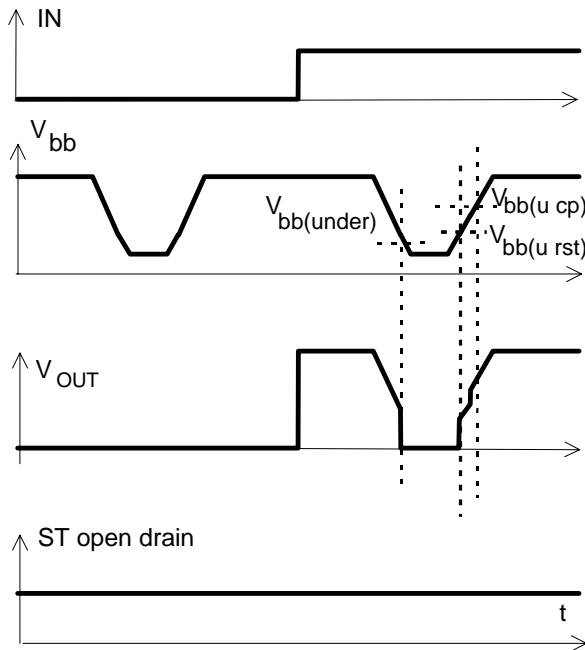 IN
V bb
V bb(under)
V bb(u cp)
V bb(u rst)
V OUT
ST open drain
t